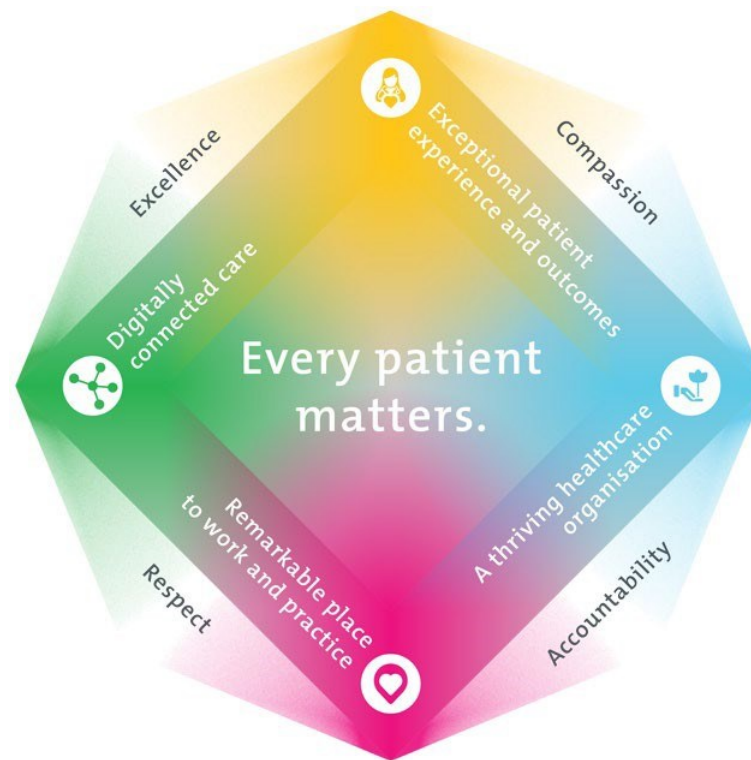 Excellence
Compassion
Exceptional patient
experience and outcomes
Digitally
connected care
Every patient
matters.
A thriving healthcare
organisation
Remarkable place
to work and practice
Respect
Accountability